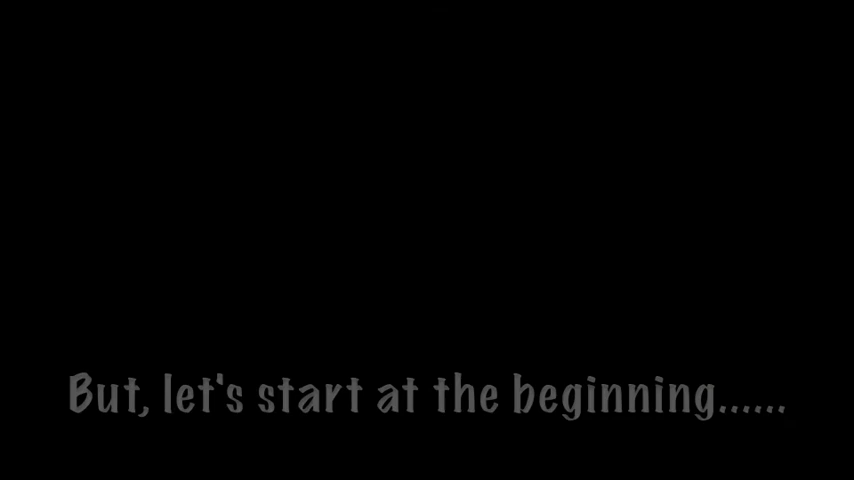 But, let's start at the beginning......